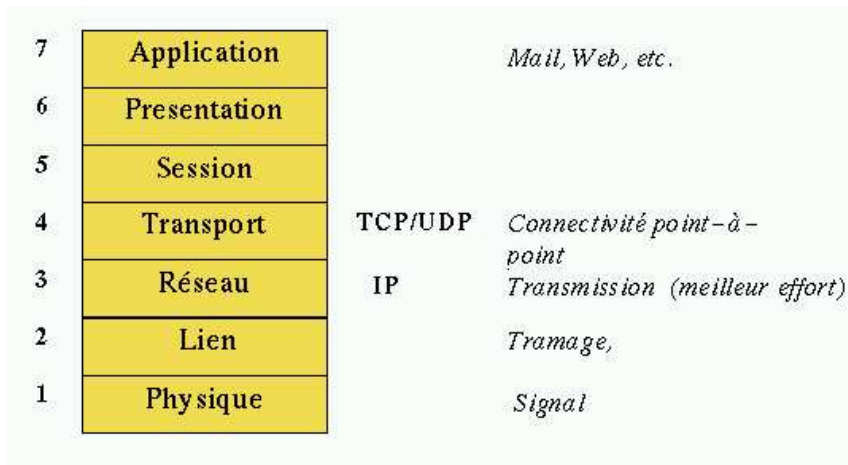 7 Application Mail, Web, etc.
6 Presentation
5 Session
4 Transport TCP/UDP Connectivité point-à-
point
3 Réseau IP Transmission (meilleur effort)
2 Lien Tramage,
1 Physique Signal